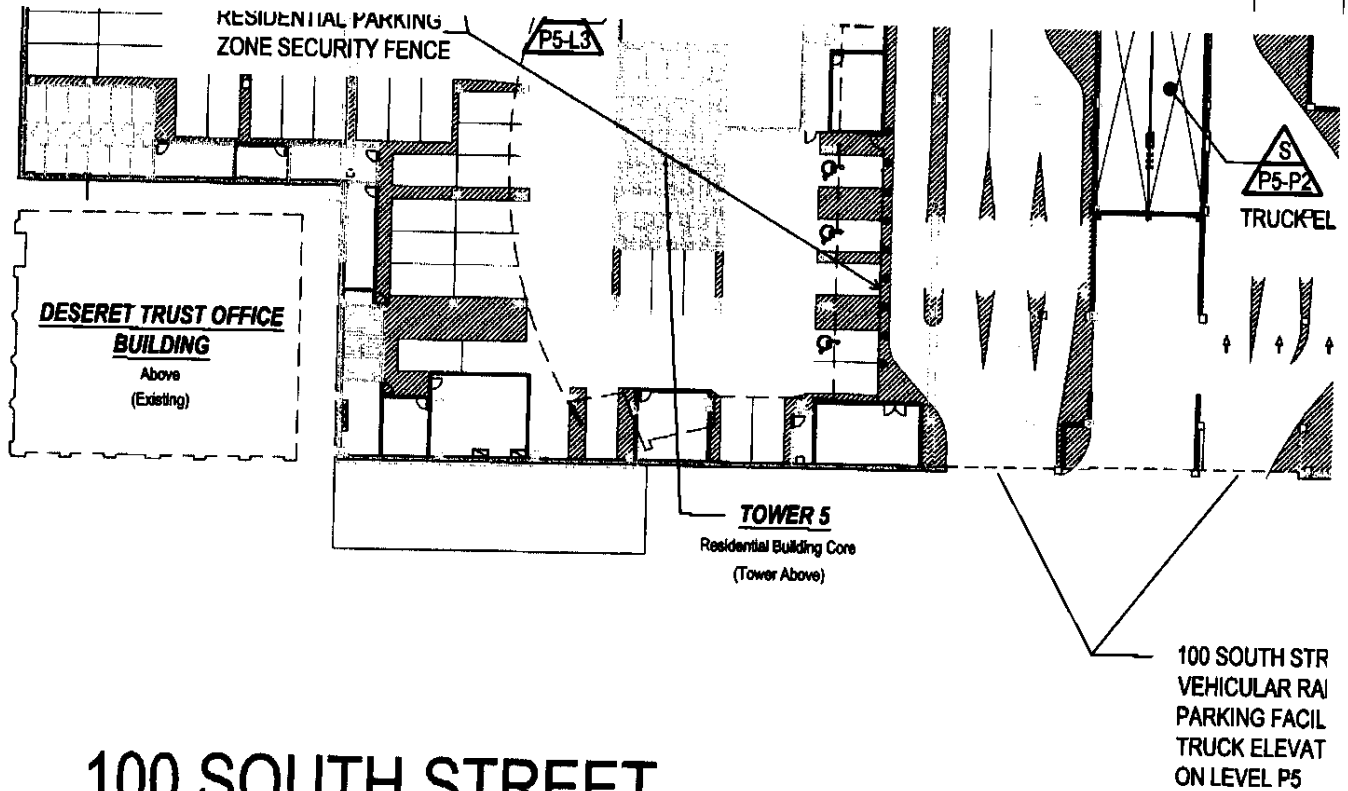 RESIDENTIAL PARKING
ZONE SECURITY FENCE
P5-L3
S
P5-P2
TRUCK EL
DESERET TRUST OFFICE
BUILDING
Above
(Existing)
TOWER 5
Residential Building Core
(Tower Above)
100 SOUTH STR
VEHICULAR RA
PARKING FACIL
TRUCK ELEVAT
ON LEVEL P5
100 SOUTH STREET